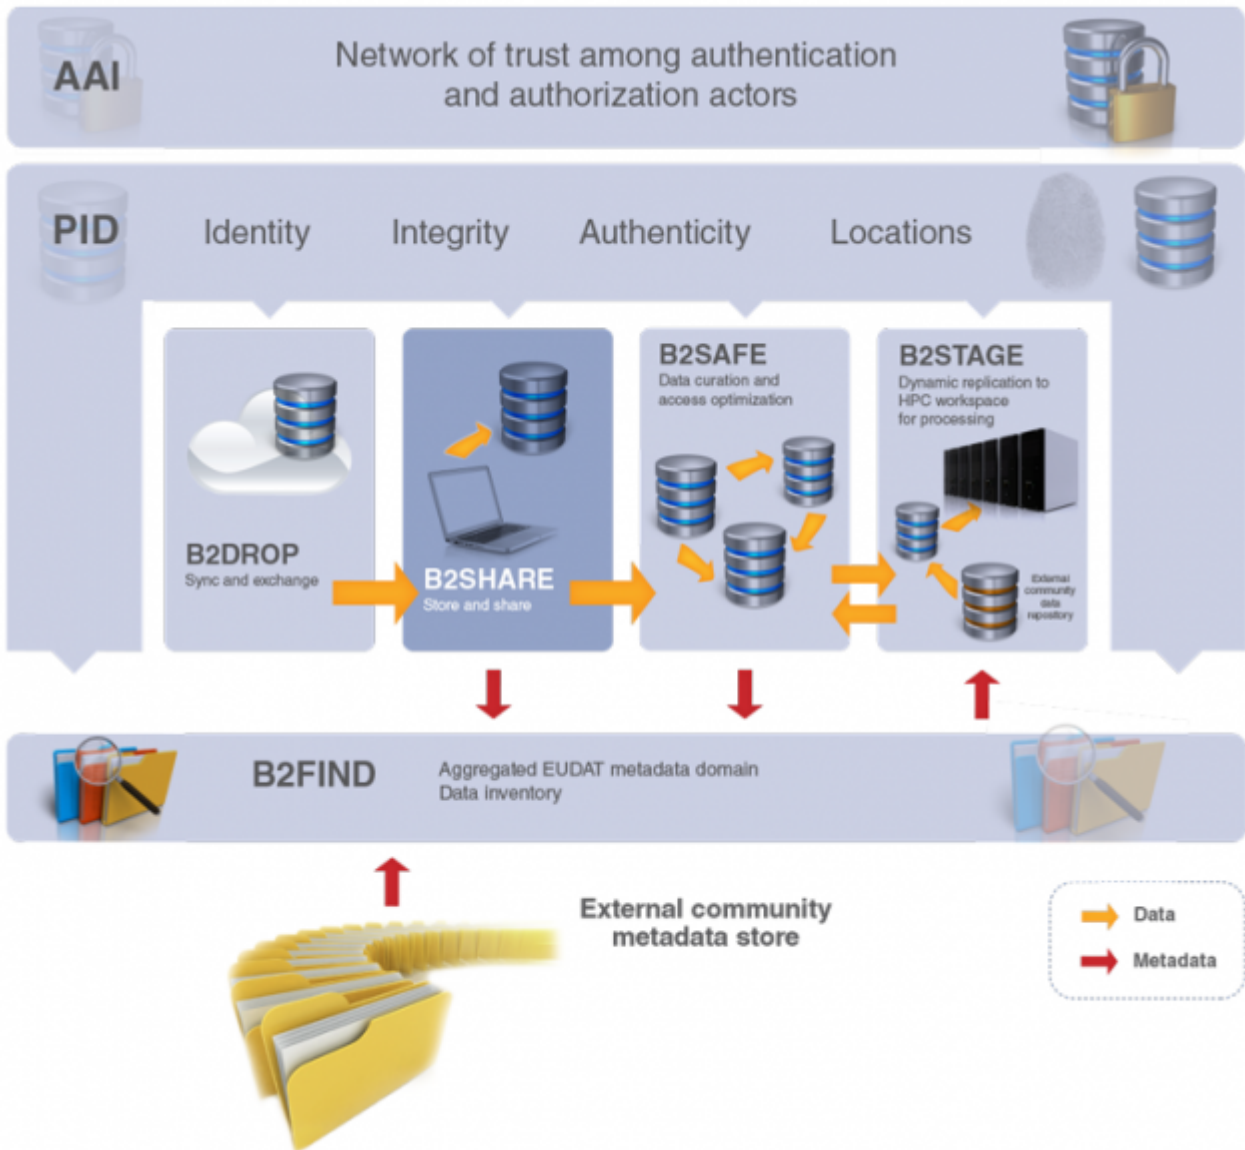 AAI
Network of trust among authentication
and authorization actors
PID
Identity
Integrity
Authenticity
Locations
B2DROP
Sync and exchange
B2SHARE
Store and share
B2SAFE
Data curation and
access optimization
B2STAGE
Dynamic replication to
HPC workspace
for processing
External
community
data
repository
B2FIND
Aggregated EUDAT metadata domain
Data inventory
External community
metadata store
Data
Metadata